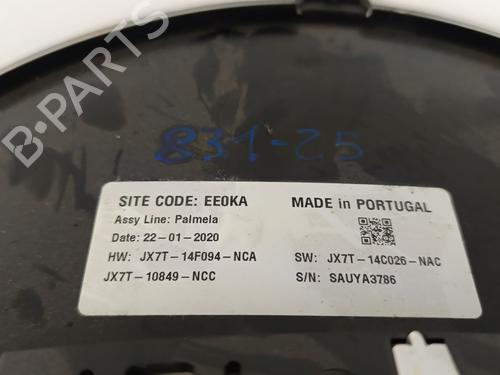 831-25
SITE CODE: EE0KA
MADE in PORTUGAL
Assy Line: Palmela
Date: 22-01-2020
HW: JX7T-14F094-NCA
SW: JX7T-14C026-NAC
JX7T-10849-NCC
S/N: SAUYA3786
B-PARTS